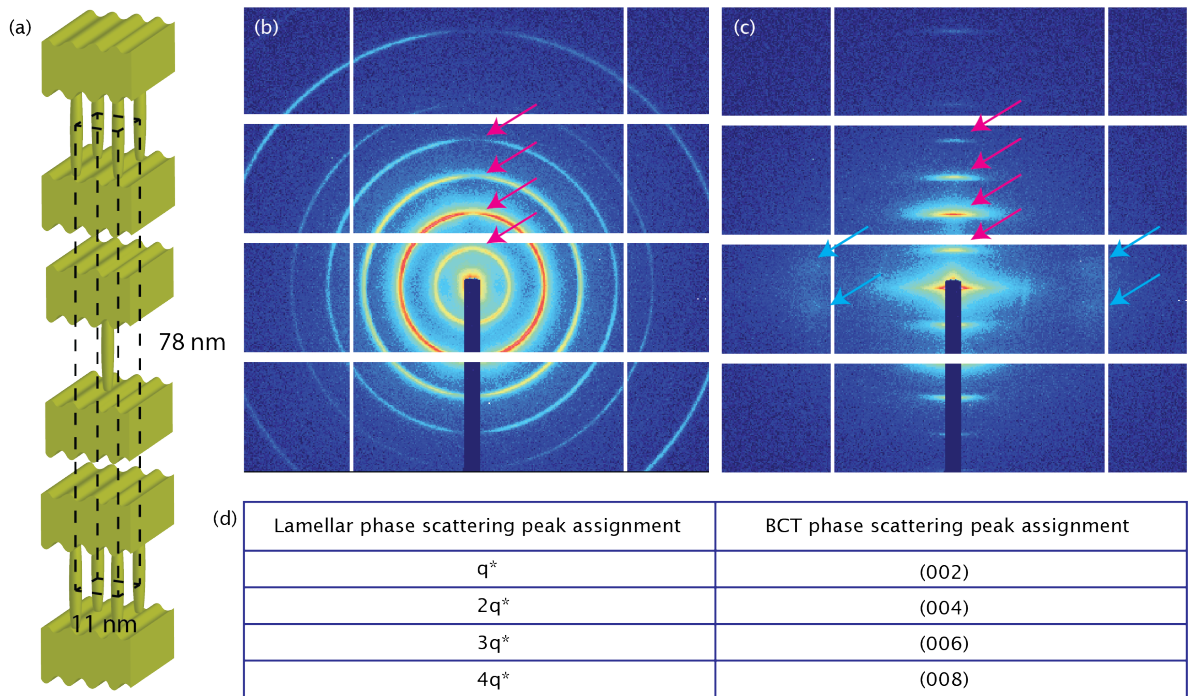 (a)
(b)
(c)
78 nm
11 nm
(d)
Lamellar phase scattering peak assignment
BCT phase scattering peak assignment
q*
(002)
2q*
(004)
3q*
(006)
4q*
(008)